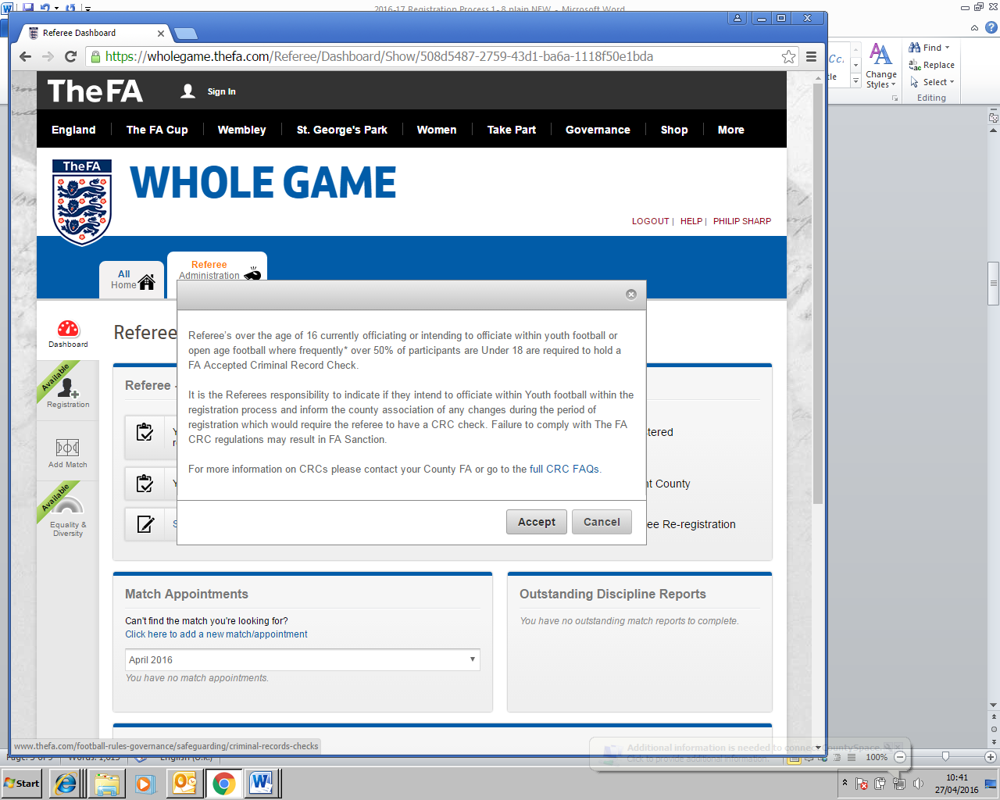 2016-17 Registration Process 1- 8 plain NEW - Microsoft Word
Referee Dashboard
https://wholegame.thefa.com/Referee/Dashboard/Show/508d5487-2759-43d1-ba6a-1118f50e1bda
Change
Styles
Find
Replace
Select
Editing
TheFA
Sign In
England
The FA Cup
Wembley
St. George's Park
Women
Take Part
Governance
Shop
More
TheFA
WHOLE GAME
LOGOUT | HELP | PHILIP SHARP
All
Home
Referee
Administration
Dashboard
Available
Registration
Add Match
Available
Equality &
Diversity
Referee
Referee -
Referee's over the age of 16 currently officiating or intending to officiate within youth football or
open age football where frequently* over 50% of participants are Under 18 are required to hold a
FA Accepted Criminal Record Check.
It is the Referees responsibility to indicate if they intend to officiate within Youth football within the
registration process and inform the county association of any changes during the period of
registration which would require the referee to have a CRC check. Failure to comply with The FA
CRC regulations may result in FA Sanction.
For more information on CRCs please contact your County FA or go to the full CRC FAQs.
Accept
Cancel
stered
nt County
ee Re-registration
Match Appointments
Can't find the match you're looking for?
Click here to add a new match/appointment
April 2016
You have no match appointments.
Outstanding Discipline Reports
You have no outstanding match reports to complete.
www.thefa.com/football-rules-governance/safeguarding/criminal-records-checks
Additional information is needed to connect CountySpace.
Click to provide additional information.
100%
Start
10:41
27/04/2016